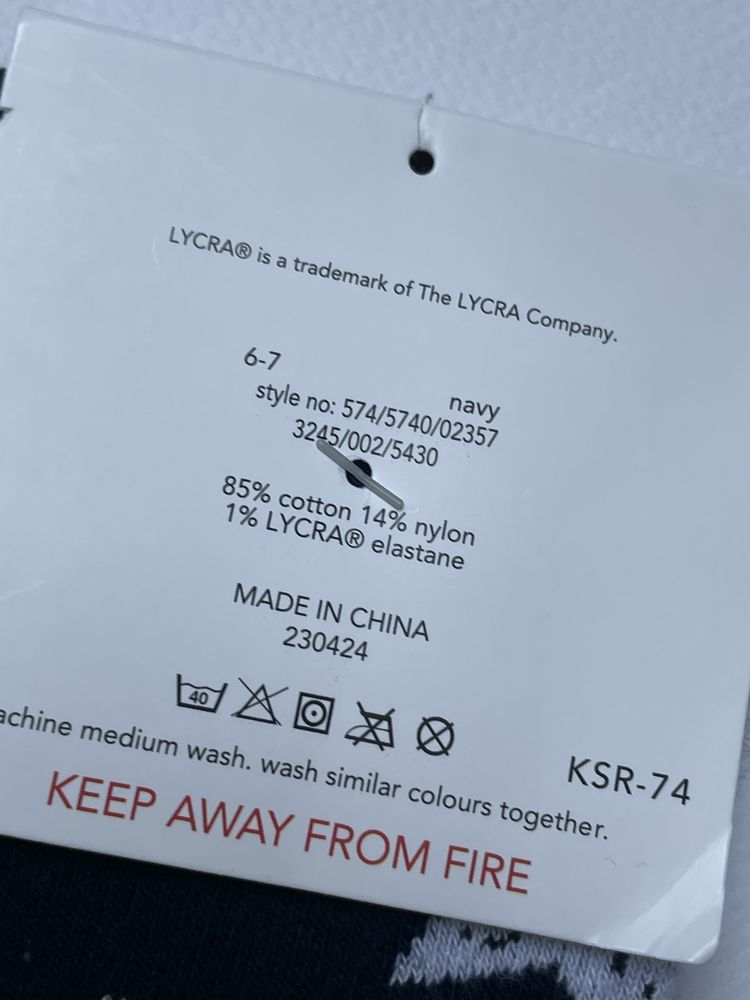 LYCRA® is a trademark of The LYCRA Company.
6-7
navy
style no: 574/5740/02357
3245/002/5430
85% cotton 14% nylon
1% LYCRA® elastane
MADE IN CHINA
230424
40
medium wash. wash similar colours together.
KSR-74
KEEP AWAY FROM FIRE